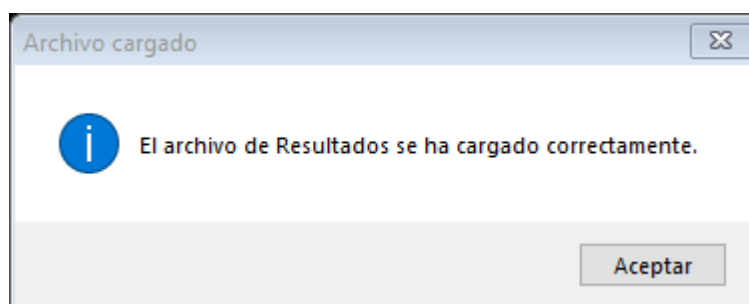 Archivo cargado
El archivo de Resultados se ha cargado correctamente.
Aceptar